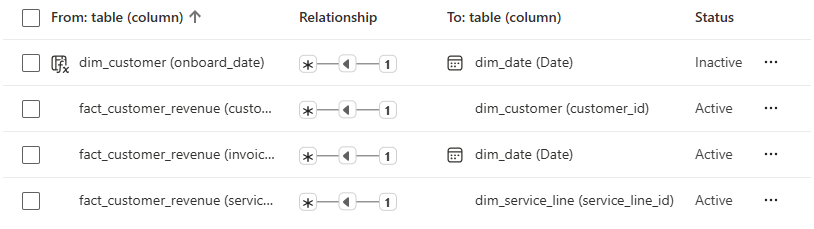 From: table (column) ↑ Relationship To: table (column) Status
dim_customer (onboard_date) * 1 dim_date (Date) Inactive ...
fact_customer_revenue (custo... * 1 dim_customer (customer_id) Active ...
fact_customer_revenue (invoic... * 1 dim_date (Date) Active ...
fact_customer_revenue (servic... * 1 dim_service_line (service_line_id) Active ...